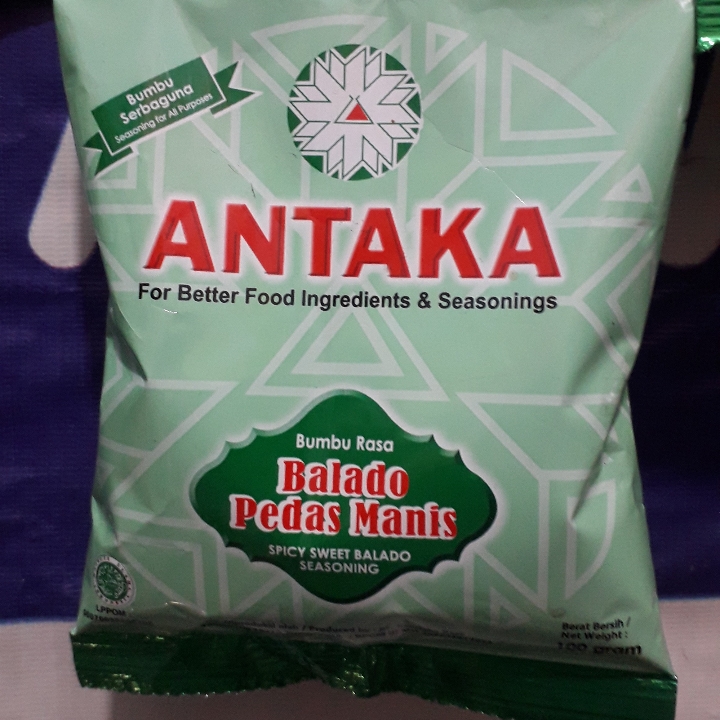 Bumbu
Serbaguna
Seasoning for All Purposes
ANTAKA
For Better Food Ingredients & Seasonings
Bumbu Rasa
Balado
Pedas Manis
SPICY SWEET BALADO
SEASONING
LPPOM
Berat Bersih /
Net Weight :
100 gram